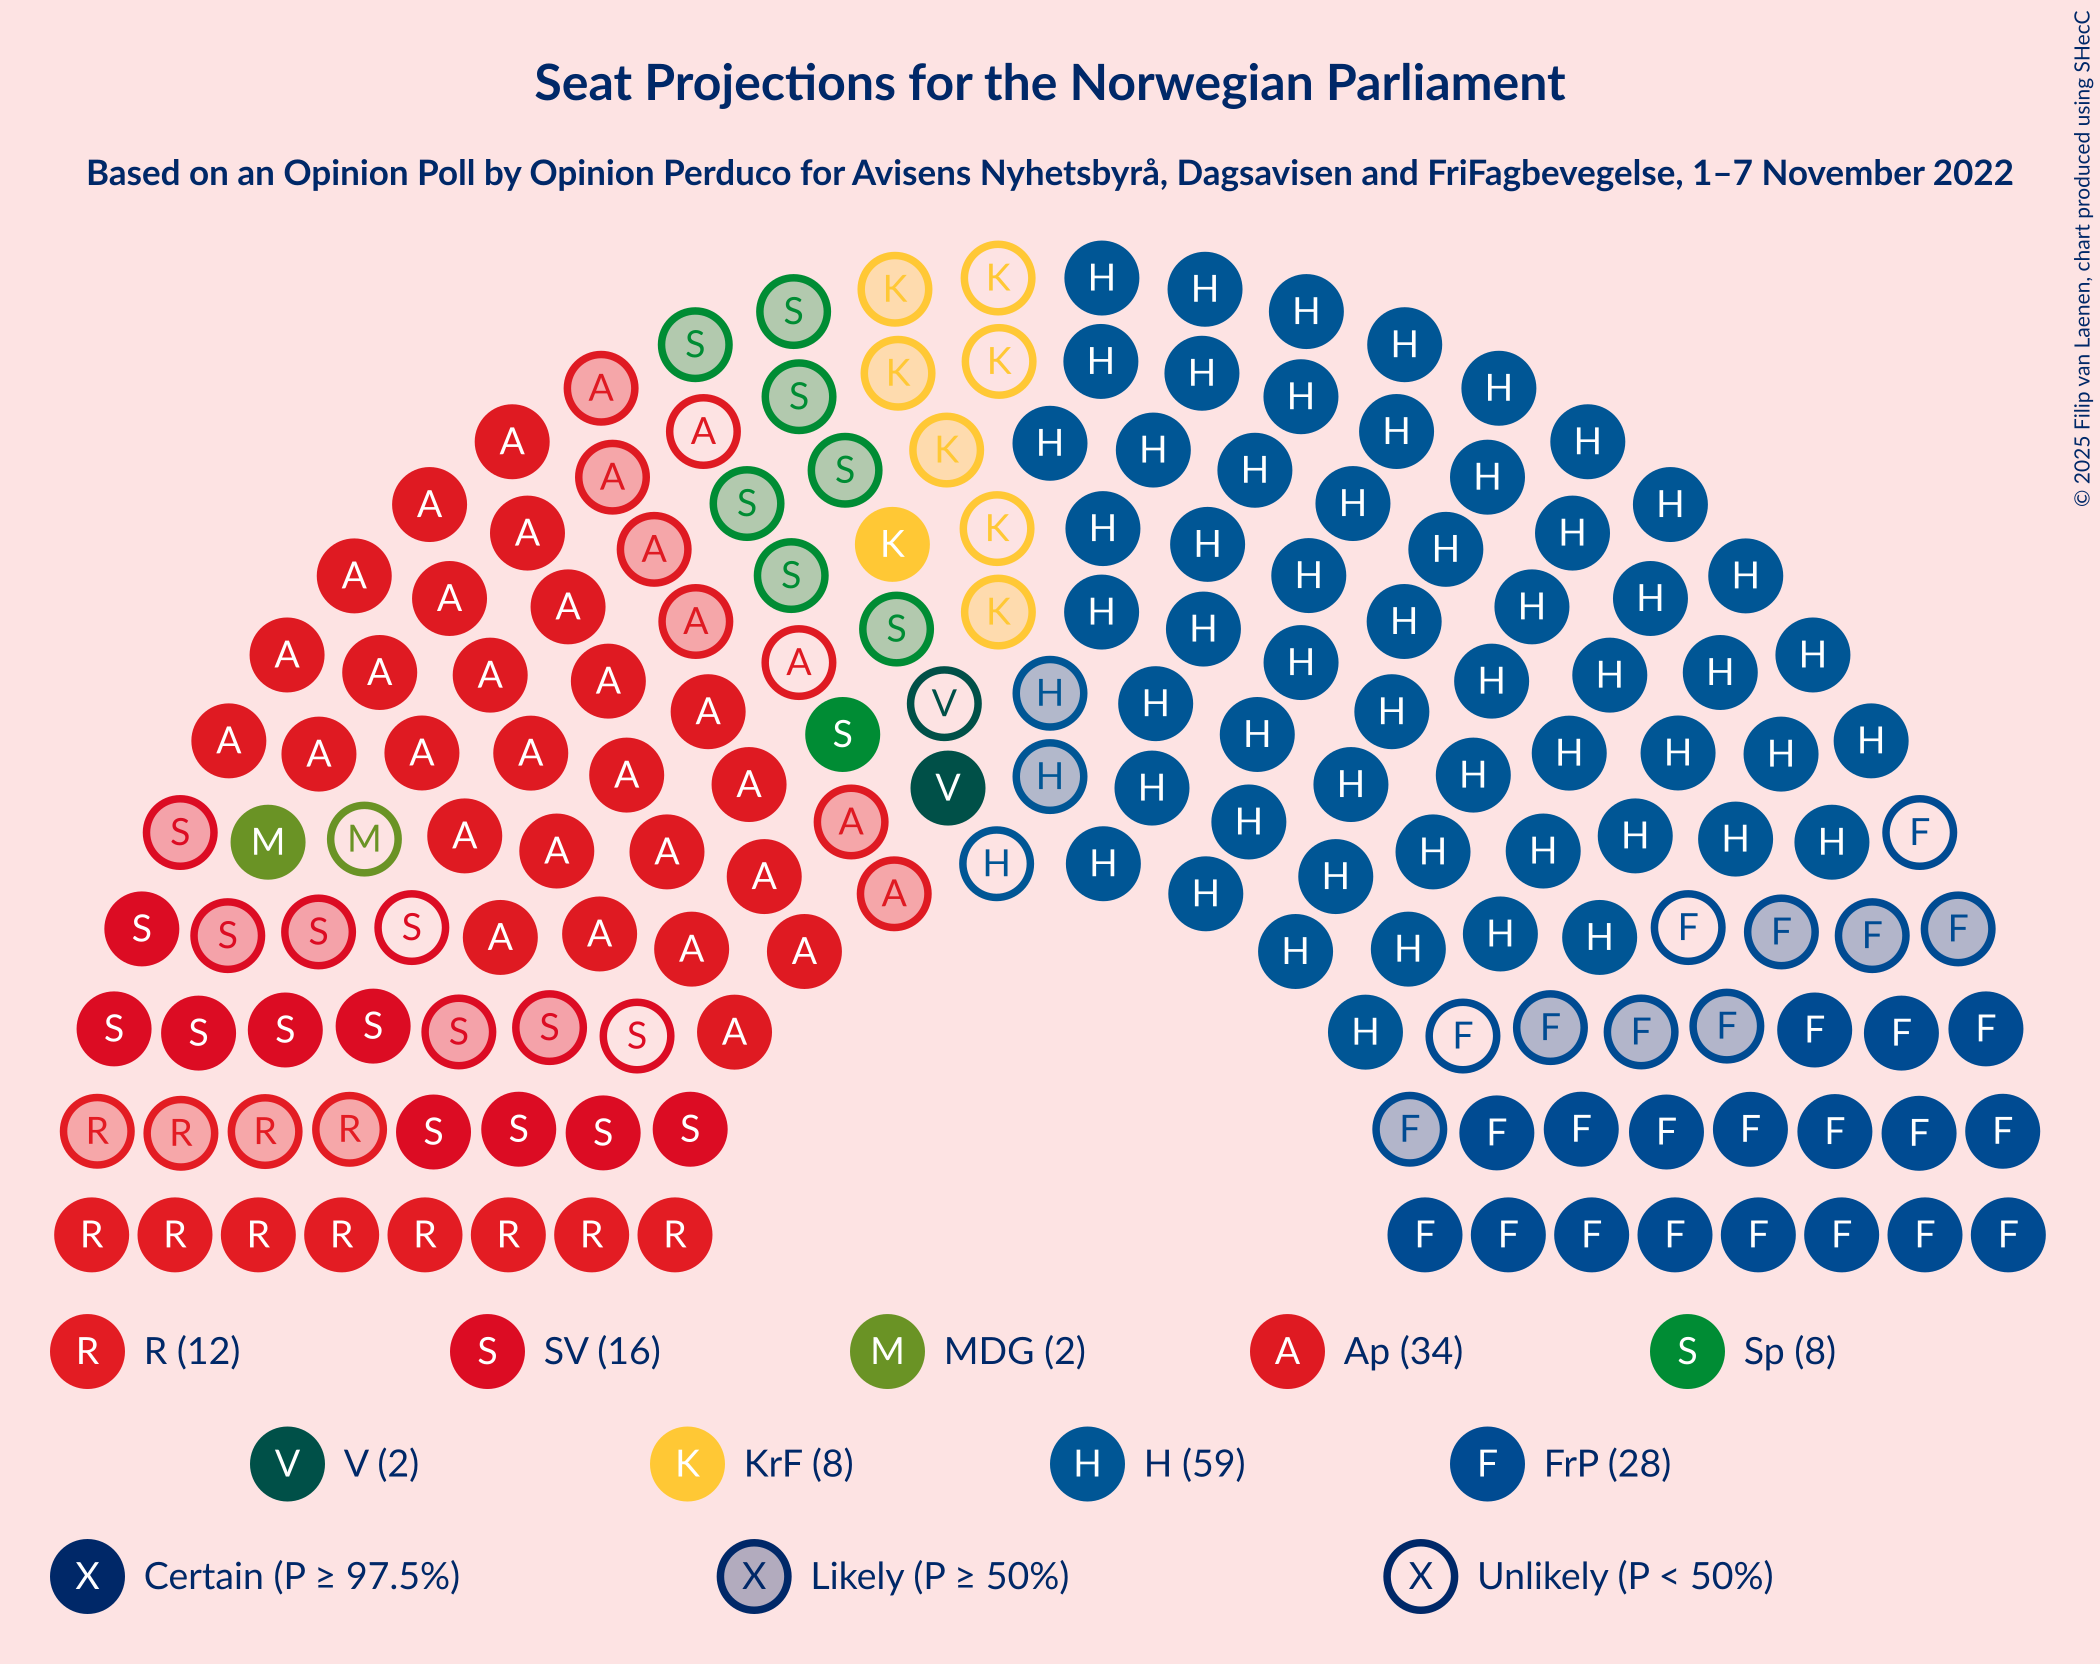 Seat Projections for the Norwegian Parliament
Based on an Opinion Poll by Opinion Perduco for Avisens Nyhetsbyrå, Dagsavisen and FriFagbevegelse, 1–7 November 2022
© 2025 Filip van Laenen, chart produced using SHecC
K K H H
S S H H
K K H H
A S H H H
A K H H H
A A S S H H H H
A A S K K H H H H
A A S H H H
A A A S K H H H H
A A A S V H H H H H
A A A A A H H H H H
A A A A S V H H H H H H
A A A A A A V H H H H H H H
S M M A A A A A H H H H H H H H F
S S S S A A A A A H H H H F F F F
S S S S S S S A H F F F F F F F
R R R R S S S S F F F F F F F F
R R R R R R R R F F F F F F F F
R R (12) S SV (16) M MDG (2) A Ap (34) S Sp (8)
V V (2) K KrF (8) H H (59) F FrP (28)
X Certain (P ≥ 97.5%) X Likely (P ≥ 50%) X Unlikely (P < 50%)